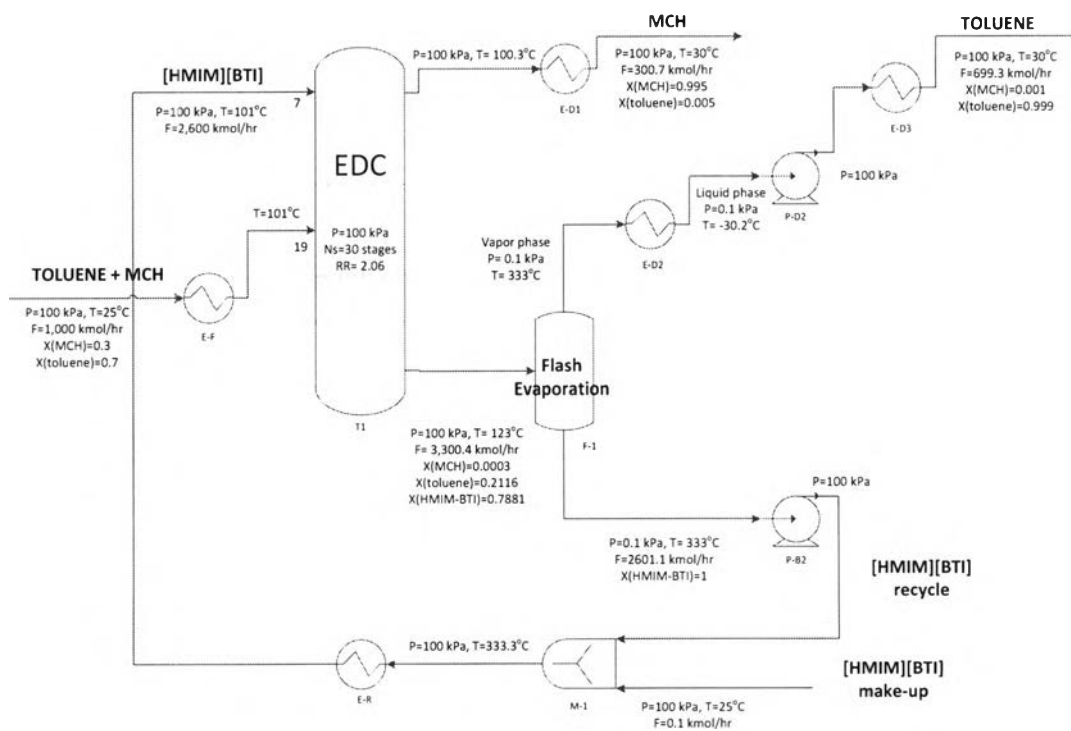 MCH
TOLUENE
P=100 kPa, T= 100.3°C
P=100 kPa, T=30°C
F=300.7 kmol/hr
X(MCH)=0.995
X(toluene)=0.005
E-D1
P=100 kPa, T=30°C
F=699.3 kmol/hr
X(MCH)=0.001
X(toluene)=0.999
E-D3
[HMIM][BTI]
P=100 kPa, T=101°C
F=2,600 kmol/hr
7
EDC
P=100 kPa
Ns=30 stages
RR= 2.06
T1
T=101°C
19
TOLUENE + MCH
P=100 kPa, T=25°C
F=1,000 kmol/hr
X(MCH)=0.3
X(toluene)=0.7
E-F
P=100 kPa
P-D2
Liquid phase
P=0.1 kPa
T= -30.2°C
E-D2
Vapor phase
P= 0.1 kPa
T= 333°C
Flash
Evaporation
F-1
P=100 kPa, T= 123°C
F= 3,300.4 kmol/hr
X(MCH)=0.0003
X(toluene)=0.2116
X(HMIM-BTI)=0.7881
P=100 kPa
P-B2
P=0.1 kPa, T= 333°C
F=2601.1 kmol/hr
X(HMIM-BTI)=1
[HMIM][BTI]
recycle
P=100 kPa, T=333.3°C
E-R
M-1
[HMIM][BTI]
make-up
P=100 kPa, T=25°C
F=0.1 kmol/hr